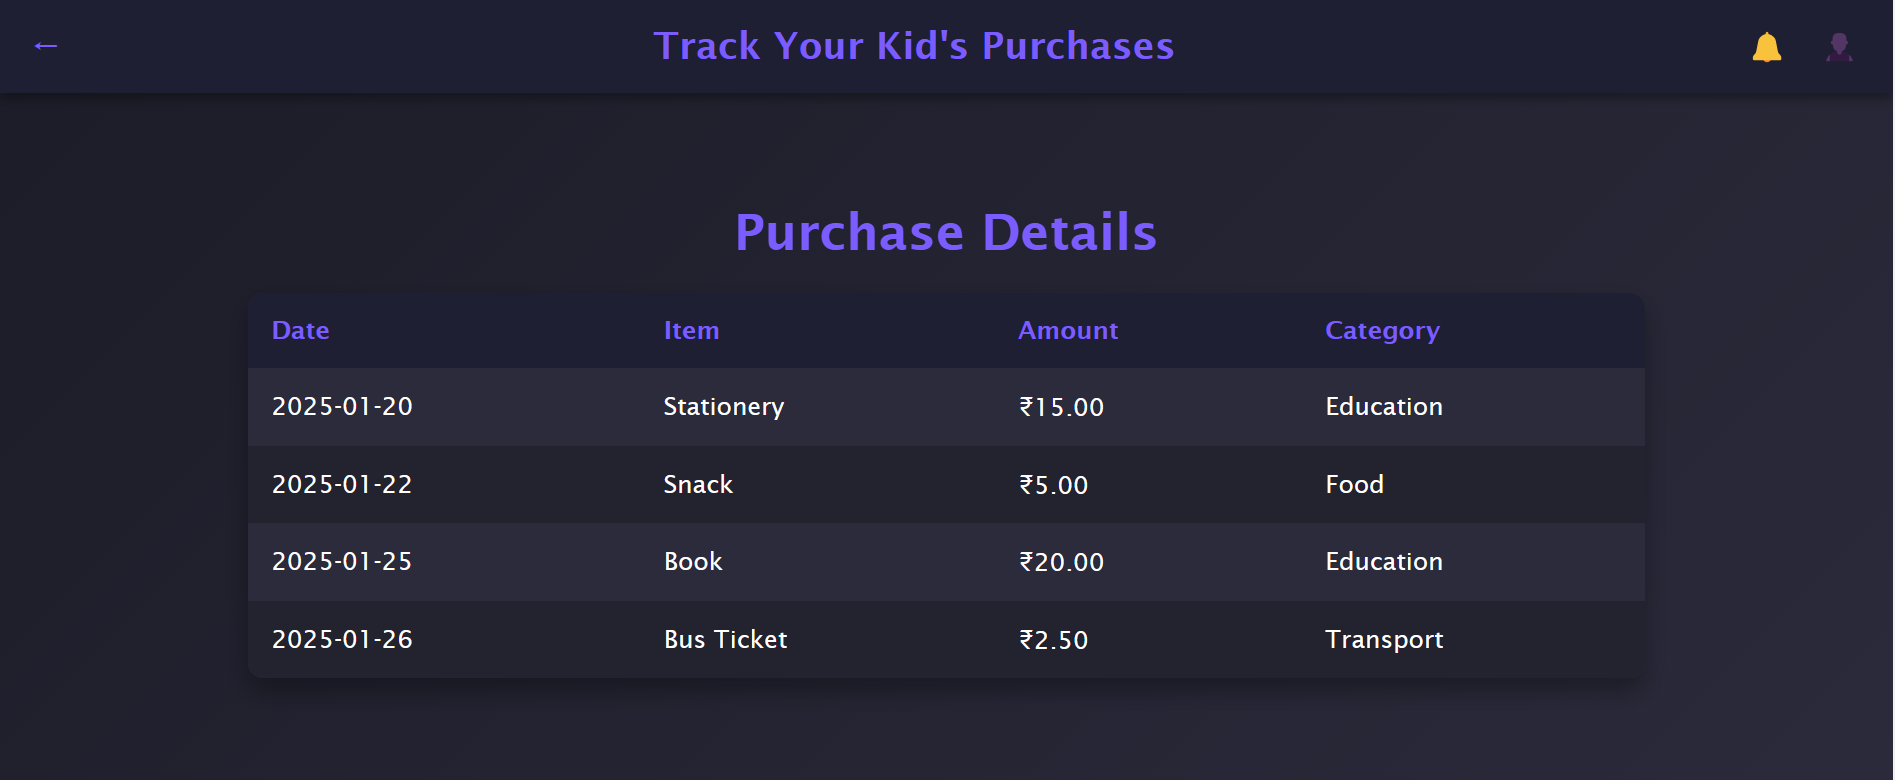 ← Track Your Kid's Purchases
Purchase Details
Date Item Amount Category
2025-01-20 Stationery ₹15.00 Education
2025-01-22 Snack ₹5.00 Food
2025-01-25 Book ₹20.00 Education
2025-01-26 Bus Ticket ₹2.50 Transport